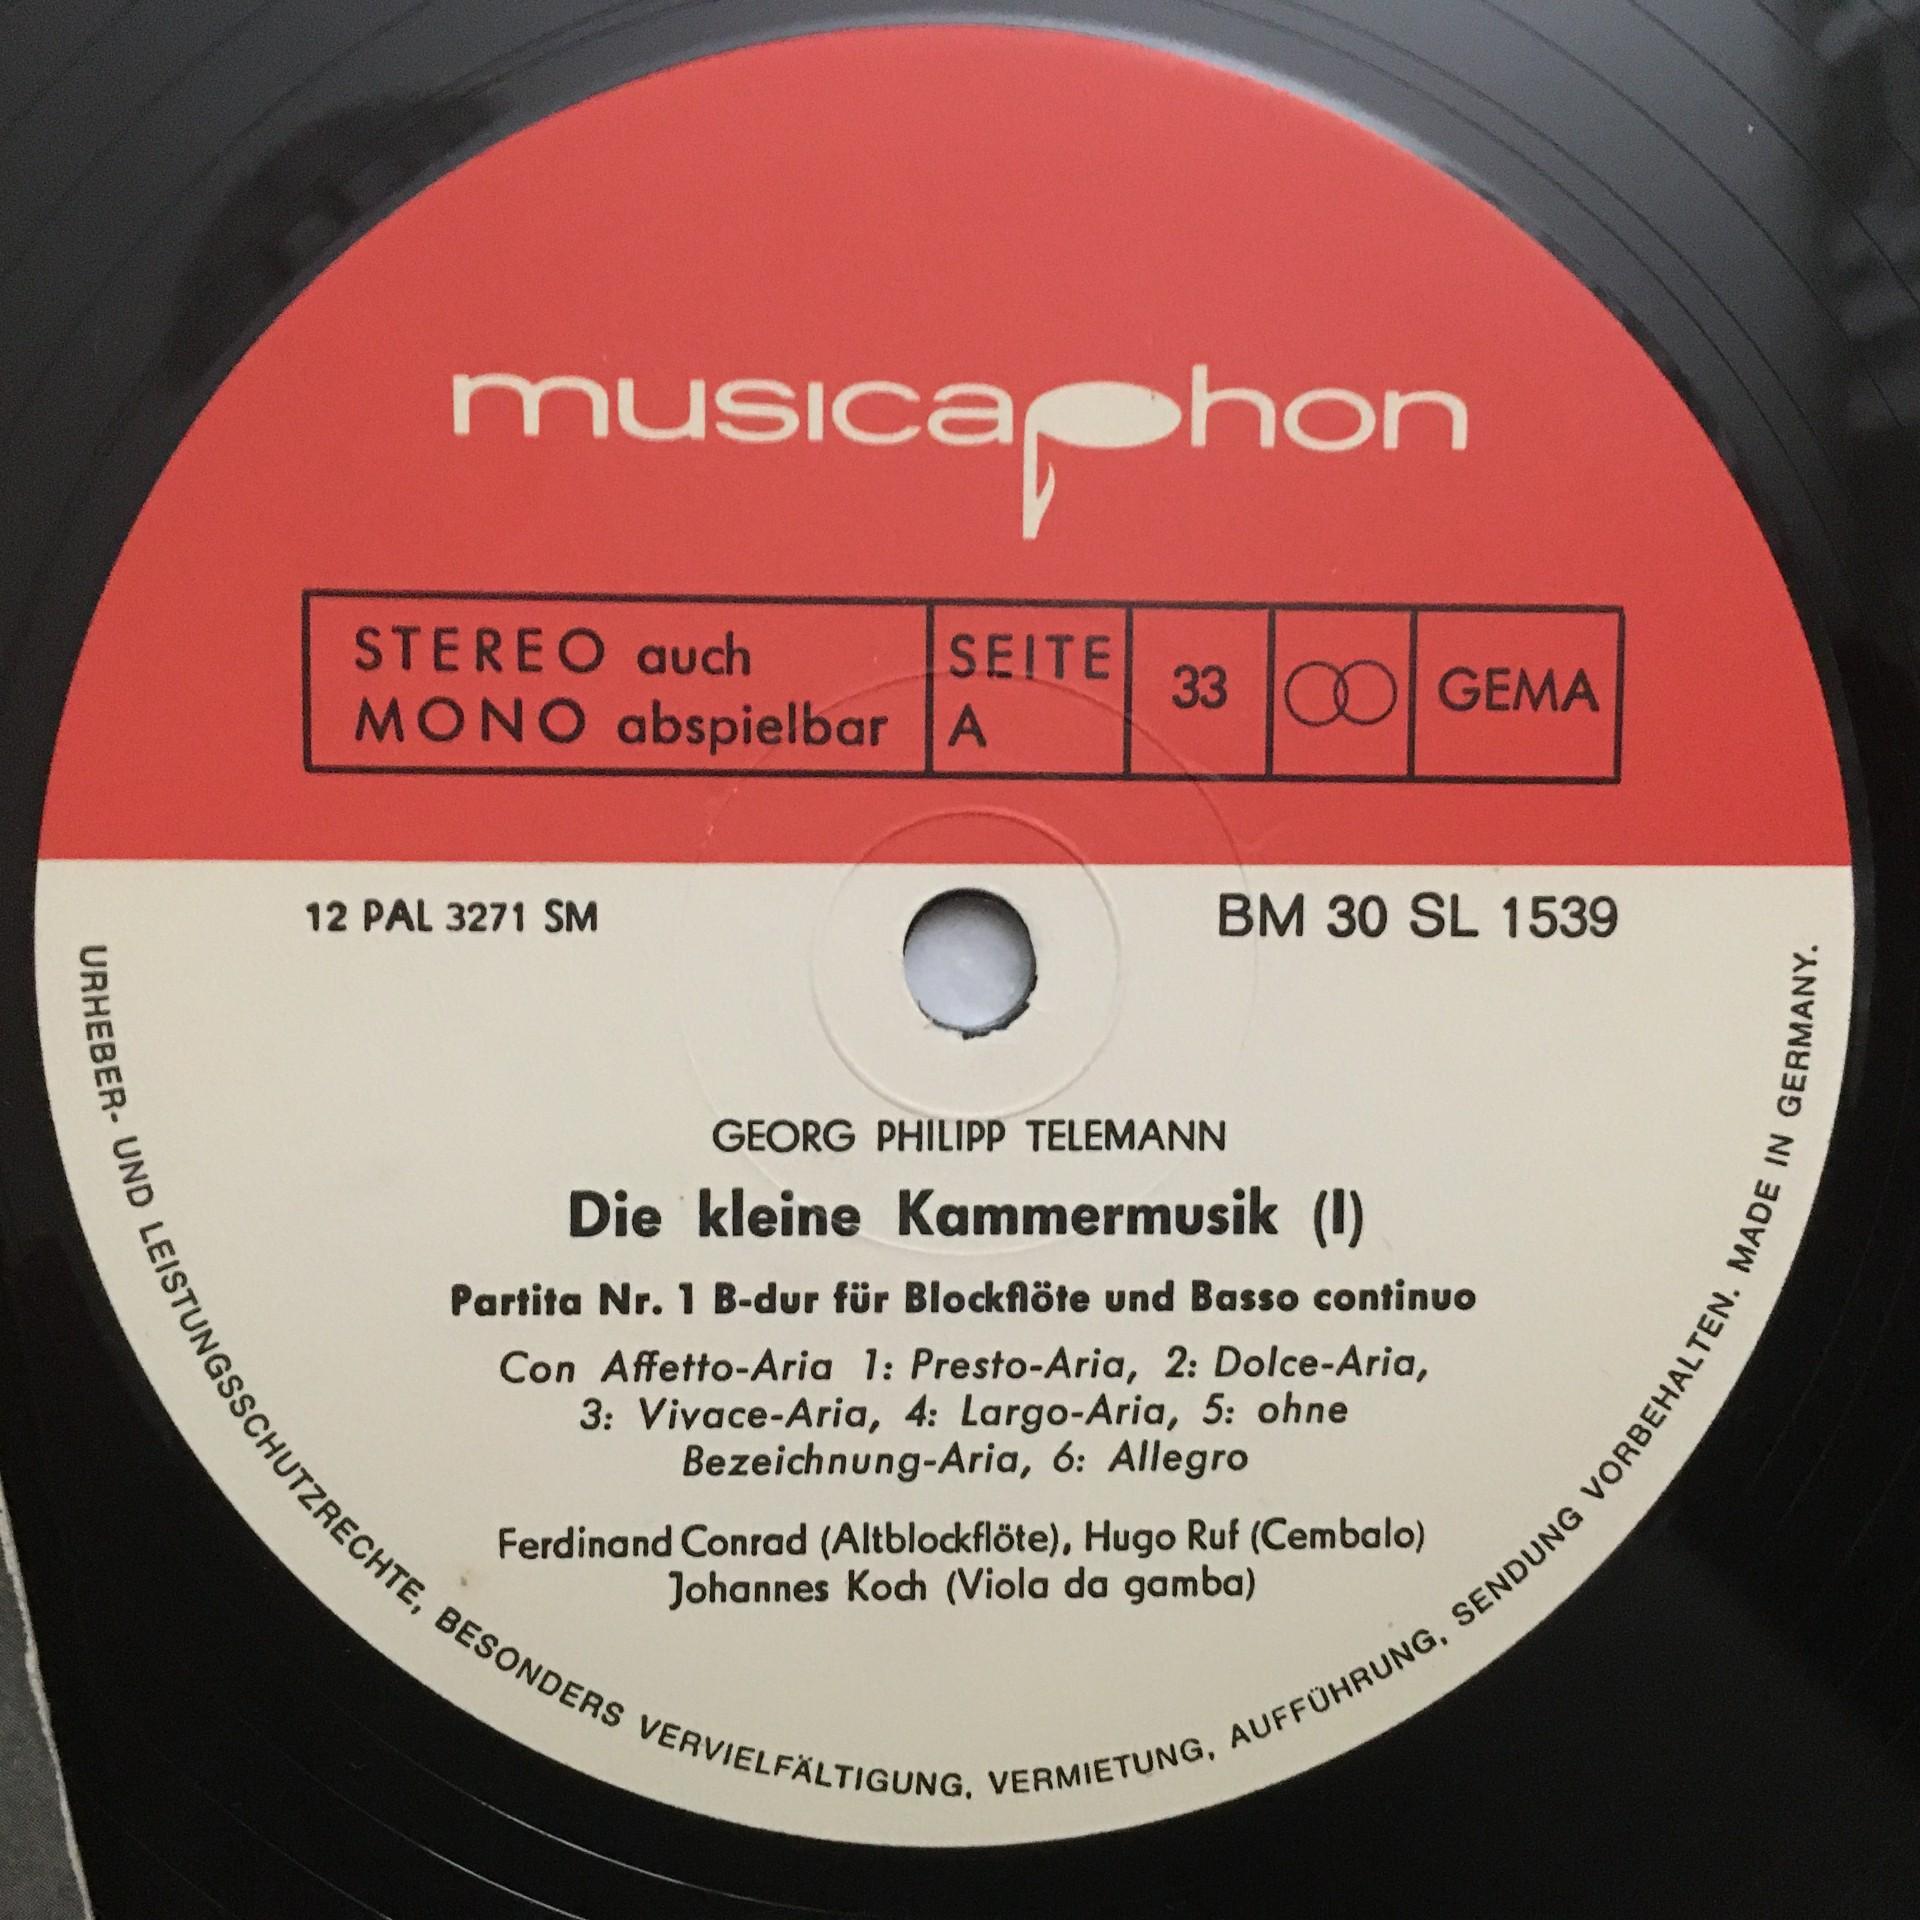 musicaphon
STEREO auch
MONO abspielbar
SEITE
A
33
GEMA
12 PAL 3271 SM
BM 30 SL 1539
GEORG PHILIPP TELEMANN
Die kleine Kammermusik (I)
Partita Nr. 1 B-dur für Blockflöte und Basso continuo
Con Affetto-Aria 1: Presto-Aria, 2: Dolce-Aria,
3: Vivace-Aria, 4: Largo-Aria, 5: ohne
Bezeichnung-Aria, 6: Allegro
Ferdinand Conrad (Altblockflöte), Hugo Ruf (Cembalo)
Johannes Koch (Viola da gamba)
URHEBER- UND LEISTUNGSSCHUTZRECHTE, BESONDERS VERVIELFÄLTIGUNG, VERMIETUNG, AUFFÜHRUNG, SENDUNG VORBEHALTEN. MADE IN GERMANY.